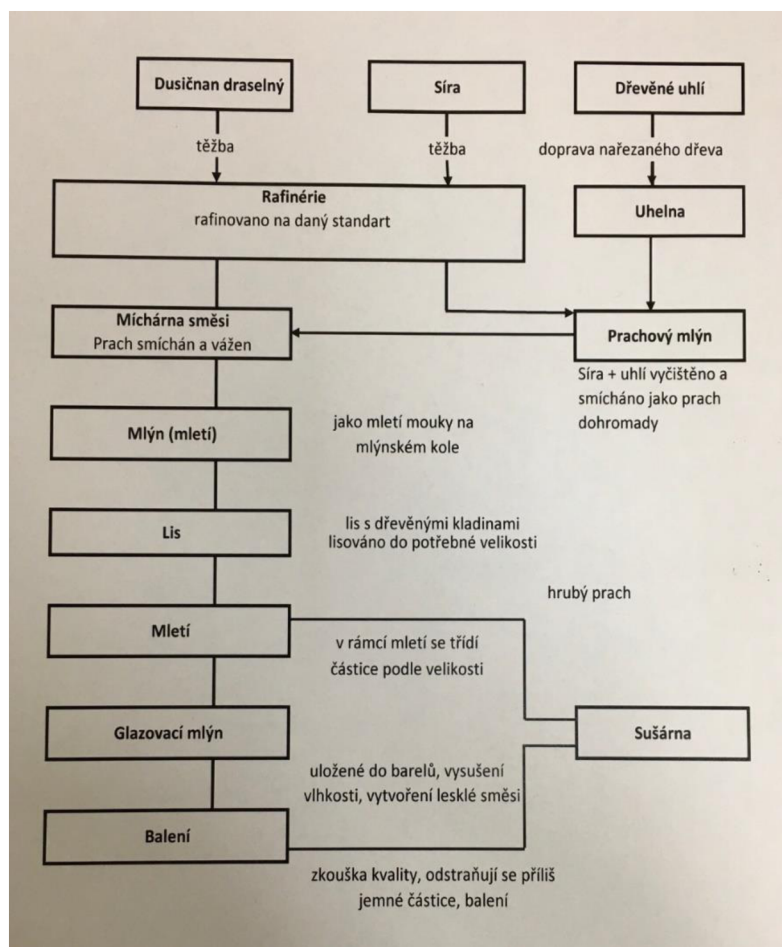 Dusičnan draselný
Síra
Dřevěné uhlí
těžba
těžba
doprava nařezaného dřeva
Rafinérie
rafinovano na daný standart
Uhelna
Míchárna směsi
Prach smíchán a vážen
Prachový mlýn
Síra + uhlí vyčištěno a
smícháno jako prach
dohromady
Mlýn (mletí)
jako mletí mouky na
mlýnském kole
Lis
lis s dřevěnými kladinami
lisováno do potřebné velikosti
hrubý prach
Mletí
v rámcí mletí se třídí
částice podle velikosti
Glazovací mlýn
Sušárna
uložené do barelů, vysušení
vlhkosti, vytvoření lesklé směsi
Balení
zkouška kvality, odstraňují se příliš
jemné částice, balení